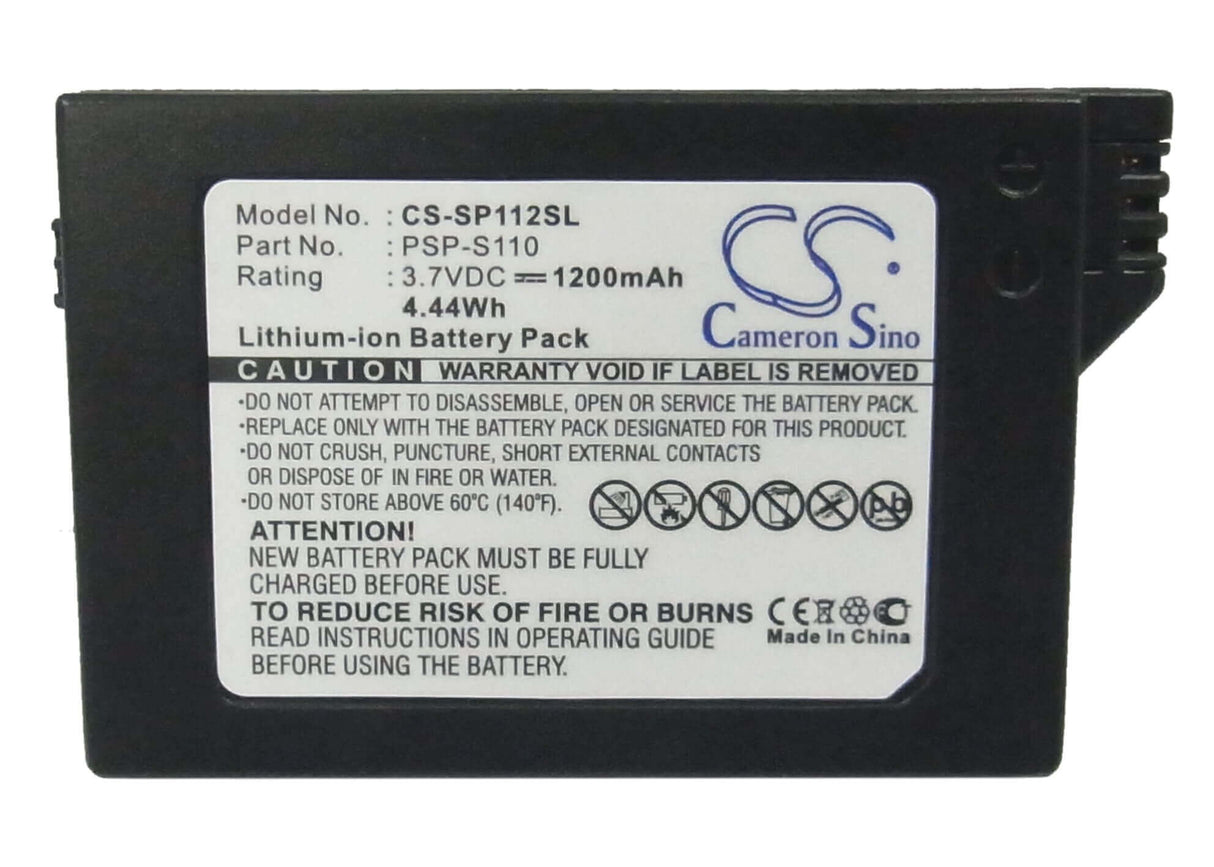 Model No. : CS-SP112SL
Part No. : PSP-S110
Rating : 3.7VDC ⎓ 1200mAh
4.44Wh
Lithium-ion Battery Pack
CS
Cameron Sino
CAUTION WARRANTY VOID IF LABEL IS REMOVED
•DO NOT ATTEMPT TO DISASSEMBLE, OPEN OR SERVICE THE BATTERY PACK.
•REPLACE ONLY WITH THE BATTERY PACK DESIGNATED FOR THIS PRODUCT.
•DO NOT CRUSH, PUNCTURE, SHORT EXTERNAL CONTACTS
OR DISPOSE OF IN FIRE OR WATER.
•DO NOT STORE ABOVE 60℃ (140℉).
Pb
ATTENTION!
NEW BATTERY PACK MUST BE FULLY
CHARGED BEFORE USE.
TO REDUCE RISK OF FIRE OR BURNS
READ INSTRUCTIONS IN OPERATING GUIDE
BEFORE USING THE BATTERY.
CE
Made In China
+
-